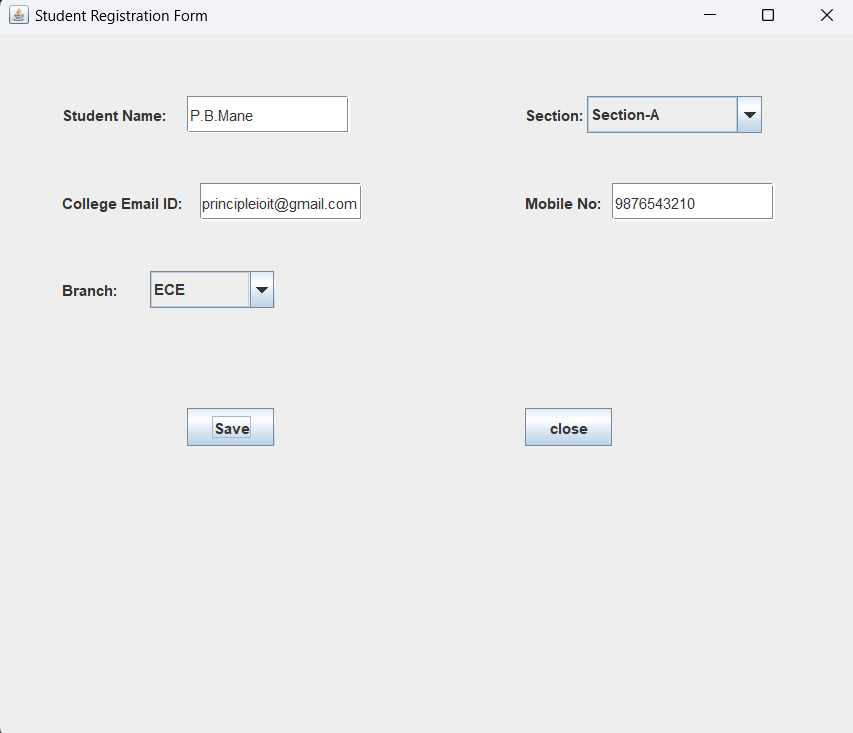 Student Registration Form
Student Name: P.B.Mane Section: Section-A
College Email ID: principleioit@gmail.com Mobile No: 9876543210
Branch: ECE
Save close